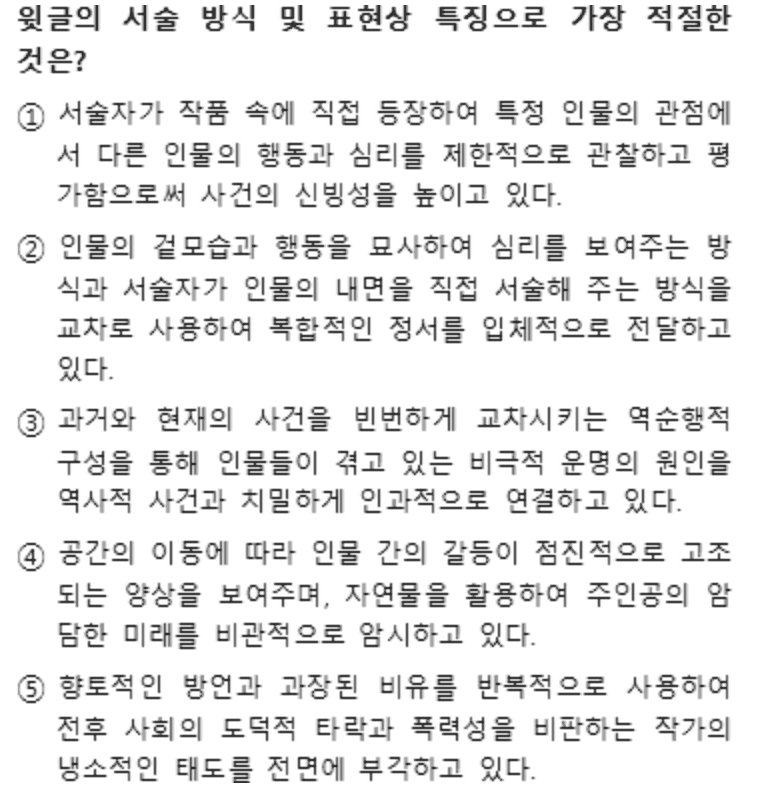 윗글의 서술 방식 및 표현상 특징으로 가장 적절한
것은?
① 서술자가 작품 속에 직접 등장하여 특정 인물의 관점에
서 다른 인물의 행동과 심리를 제한적으로 관찰하고 평
가함으로써 사건의 신빙성을 높이고 있다.
② 인물의 겉모습과 행동을 묘사하여 심리를 보여주는 방
식과 서술자가 인물의 내면을 직접 서술해 주는 방식을
교차로 사용하여 복합적인 정서를 입체적으로 전달하고
있다.
③ 과거와 현재의 사건을 빈번하게 교차시키는 역순행적
구성을 통해 인물들이 겪고 있는 비극적 운명의 원인을
역사적 사건과 치밀하게 인과적으로 연결하고 있다.
④ 공간의 이동에 따라 인물 간의 갈등이 점진적으로 고조
되는 양상을 보여주며, 자연물을 활용하여 주인공의 암
담한 미래를 비관적으로 암시하고 있다.
⑤ 향토적인 방언과 과장된 비유를 반복적으로 사용하여
전후 사회의 도덕적 타락과 폭력성을 비판하는 작가의
냉소적인 태도를 전면에 부각하고 있다.